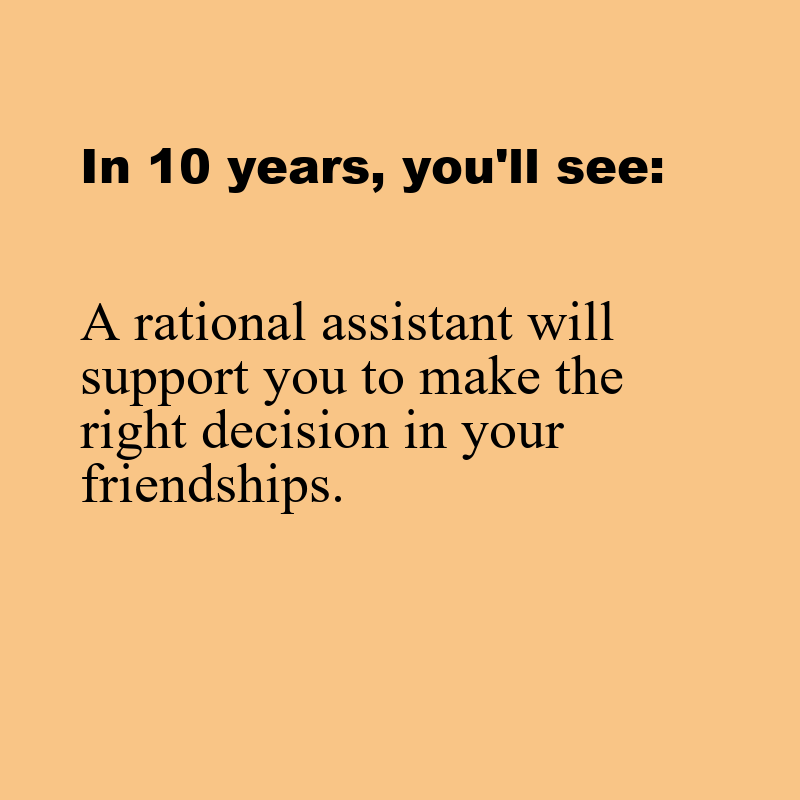 In 10 years, you'll see:
A rational assistant will
support you to make the
right decision in your
friendships.